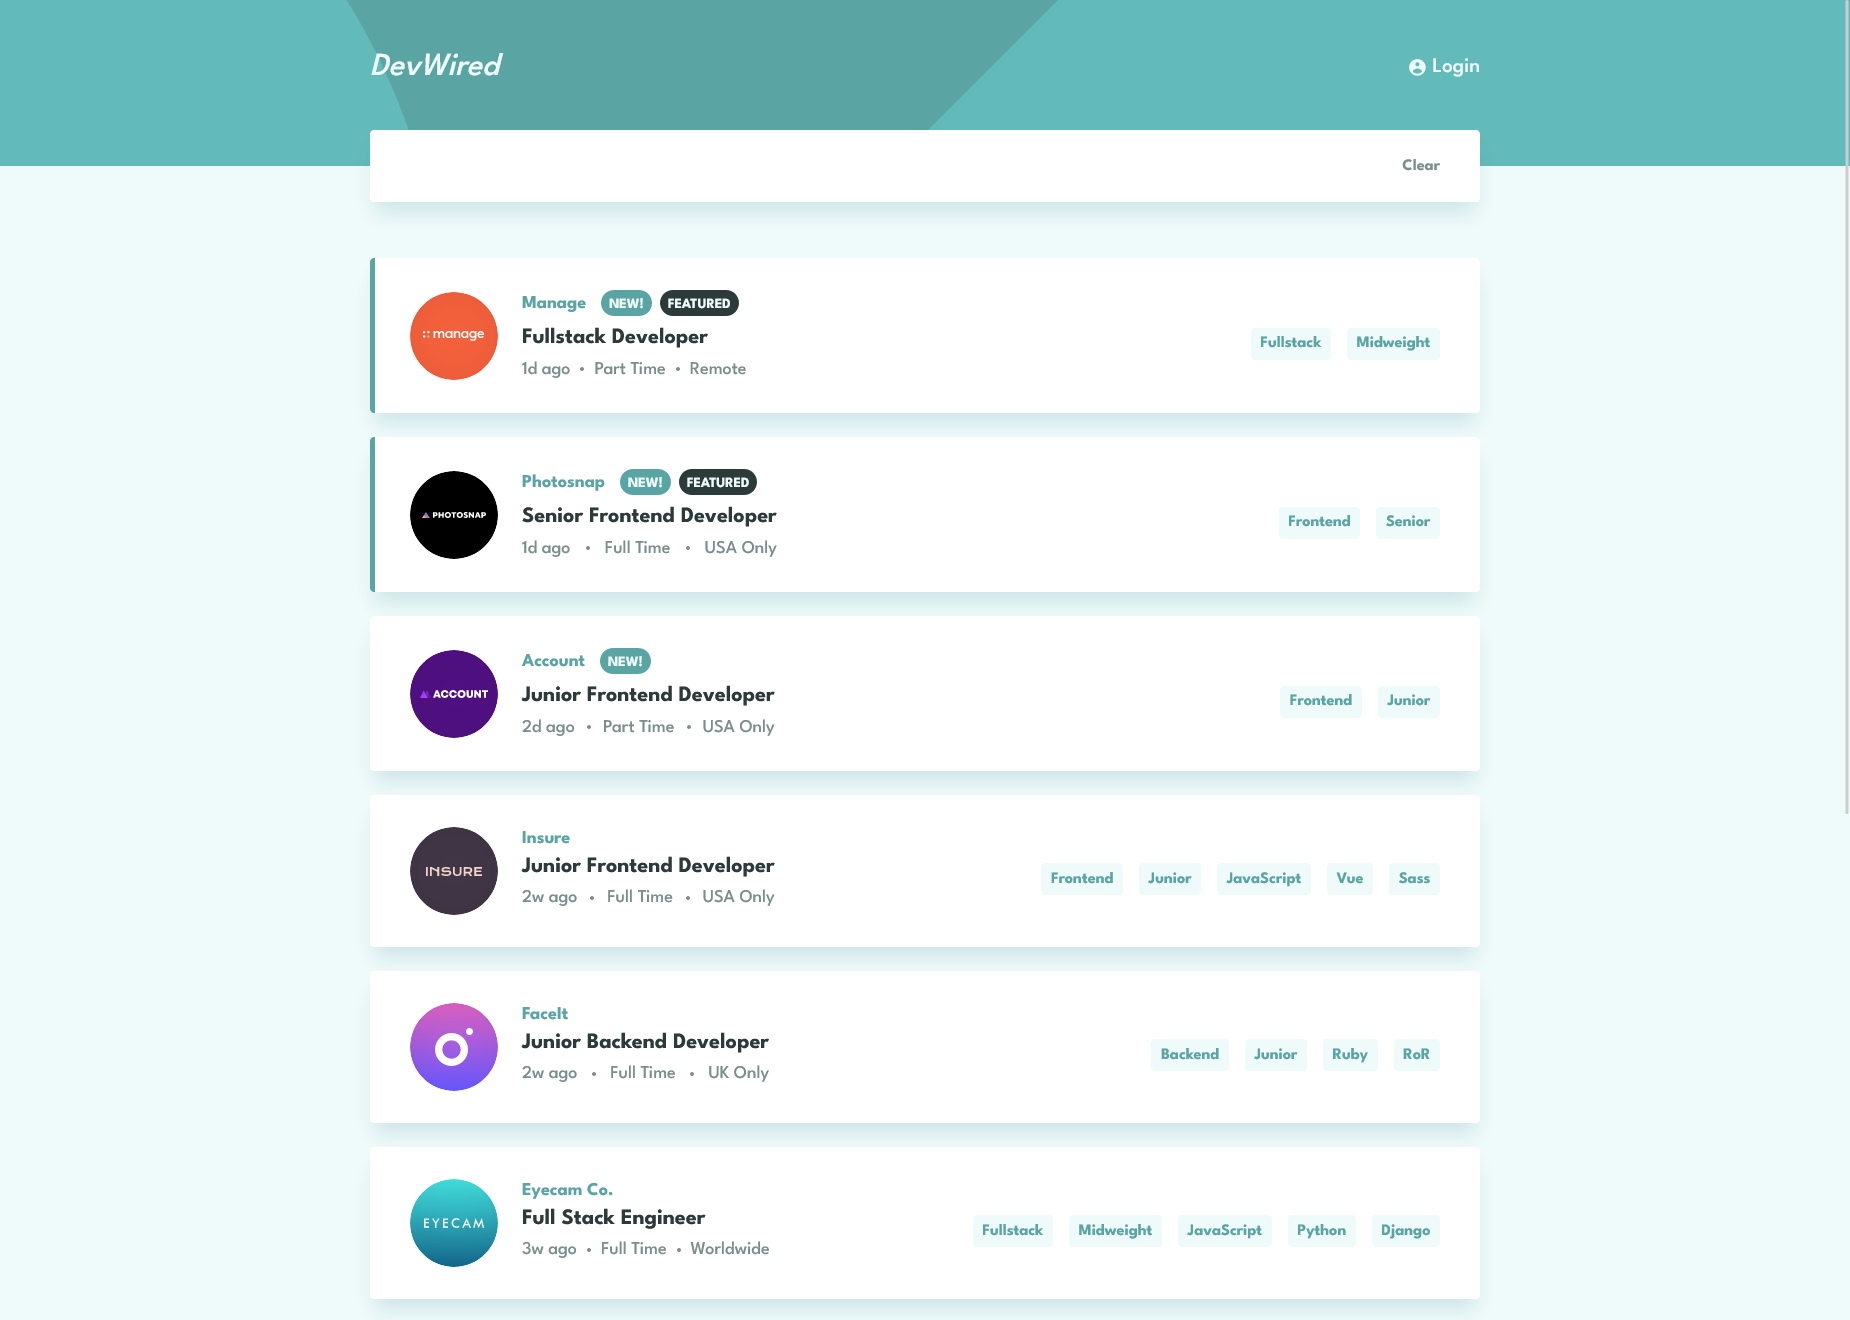 DevWired
Login
Clear
manage
Manage NEW! FEATURED
Fullstack Developer
1d ago • Part Time • Remote
Fullstack Midweight
PHOTOSNAP
Photosnap NEW! FEATURED
Senior Frontend Developer
1d ago • Full Time • USA Only
Frontend Senior
ACCOUNT
Account NEW!
Junior Frontend Developer
2d ago • Part Time • USA Only
Frontend Junior
INSURE
Insure
Junior Frontend Developer
2w ago • Full Time • USA Only
Frontend Junior JavaScript Vue Sass
FaceIt
Junior Backend Developer
2w ago • Full Time • UK Only
Backend Junior Ruby RoR
EYECAM
Eyecam Co.
Full Stack Engineer
3w ago • Full Time • Worldwide
Fullstack Midweight JavaScript Python Django